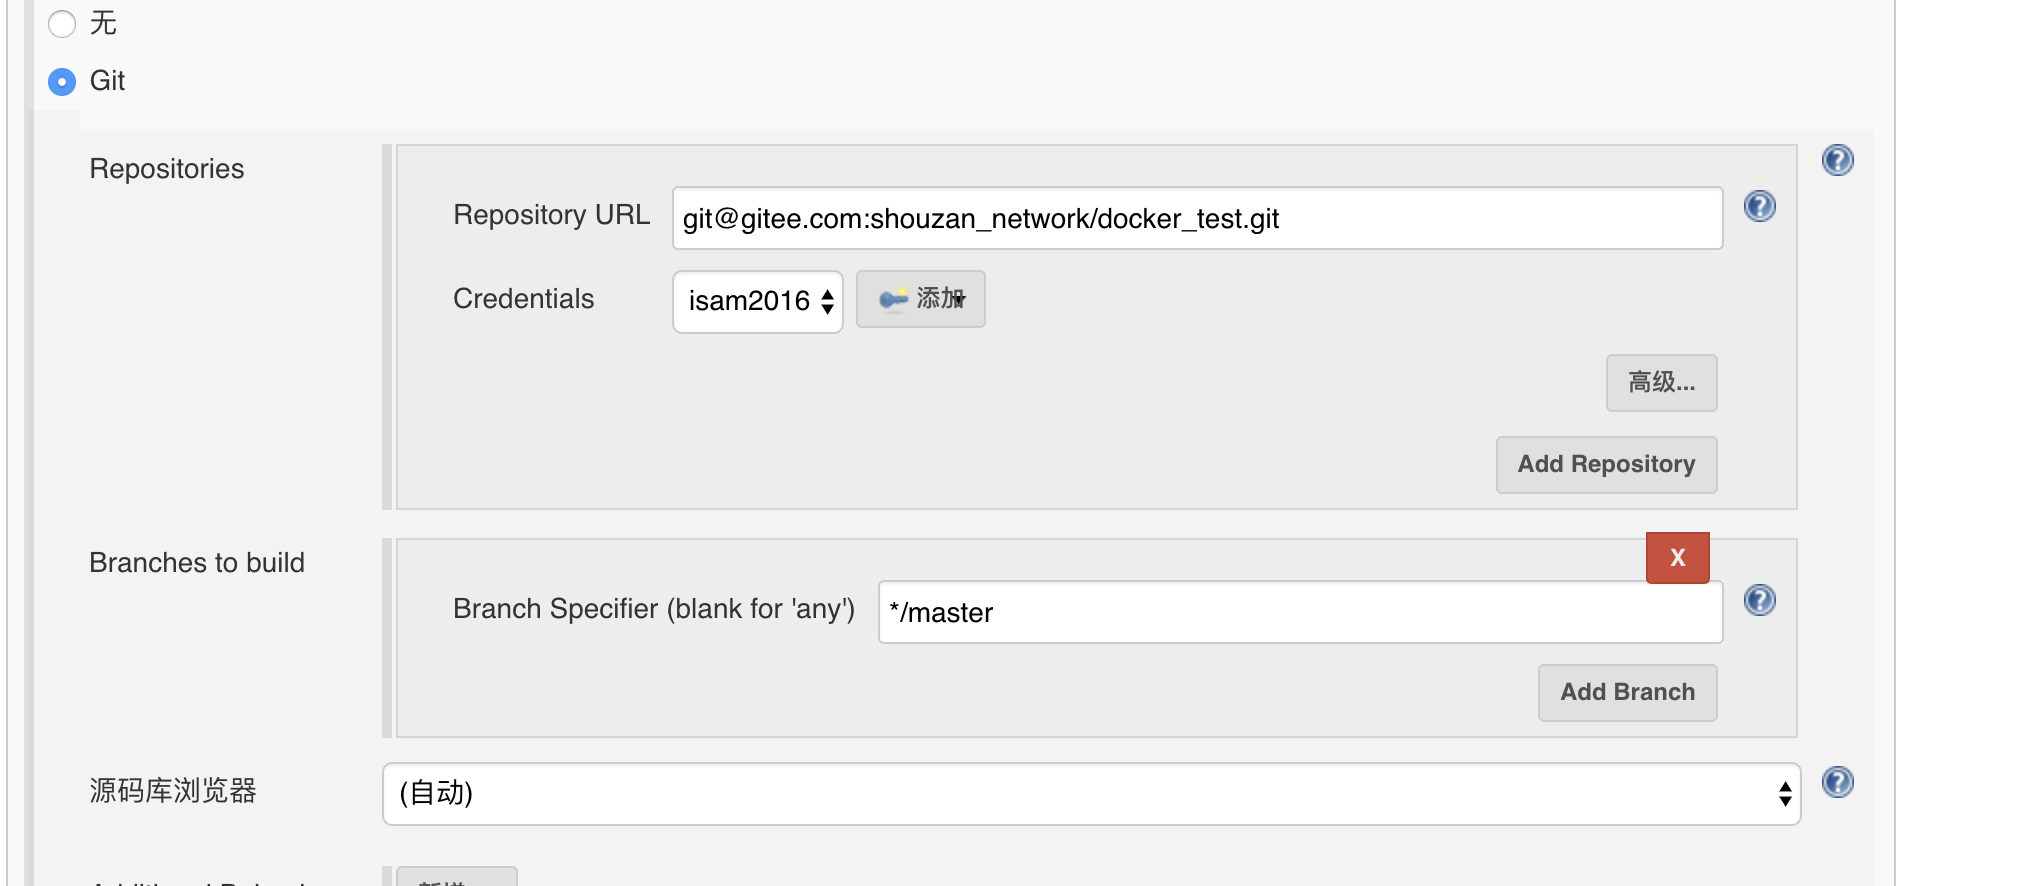 无
Git
Repositories
Repository URL git@gitee.com:shouzan_network/docker_test.git
Credentials isam2016 添加
高级...
Add Repository
Branches to build
X
Branch Specifier (blank for 'any') */master
Add Branch
源码库浏览器 (自动)